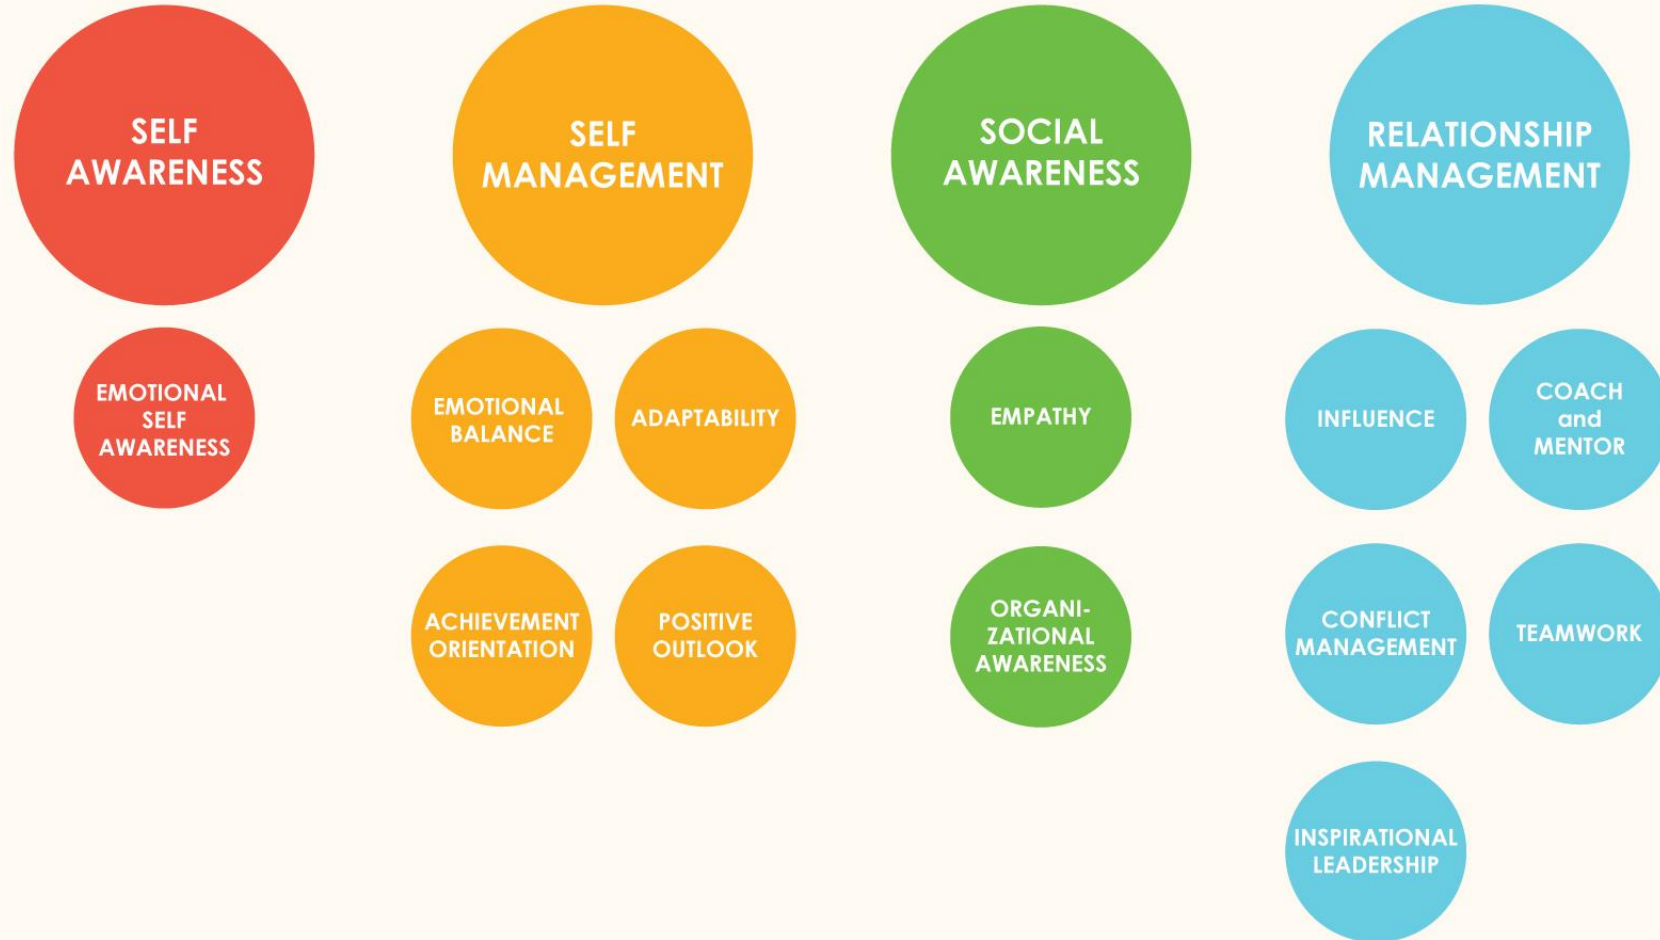 SELF
AWARENESS
SELF
MANAGEMENT
SOCIAL
AWARENESS
RELATIONSHIP
MANAGEMENT
EMOTIONAL
SELF
AWARENESS
EMOTIONAL
BALANCE
ADAPTABILITY
EMPATHY
INFLUENCE
COACH
and
MENTOR
ACHIEVEMENT
ORIENTATION
POSITIVE
OUTLOOK
ORGANI-
ZATIONAL
AWARENESS
CONFLICT
MANAGEMENT
TEAMWORK
INSPIRATIONAL
LEADERSHIP